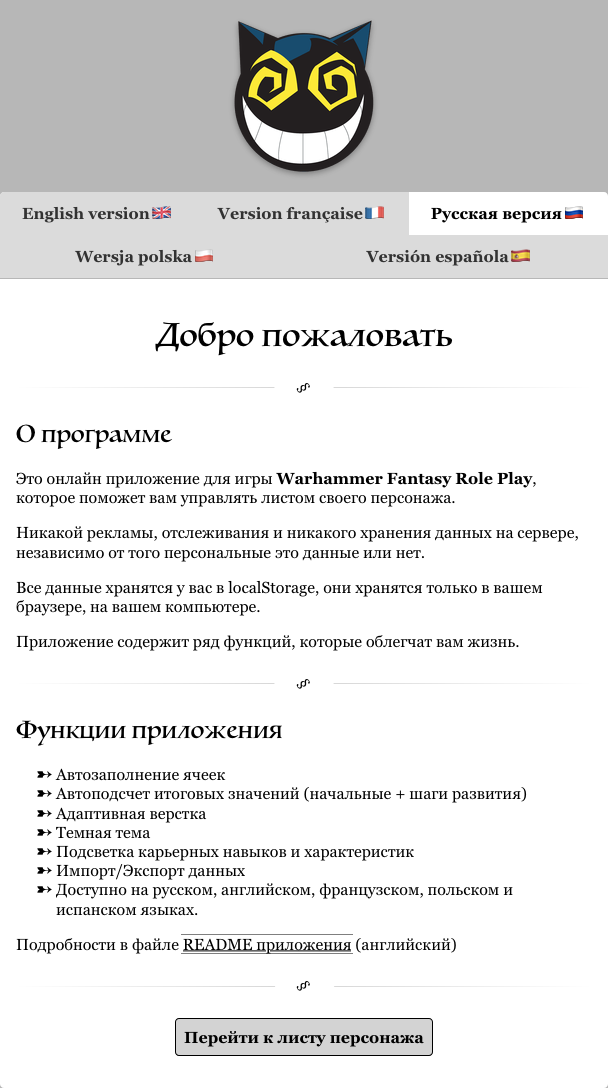 English version
Version française
Русская версия
Wersja polska
Versión española
Добро пожаловать
О программе
Это онлайн приложение для игры Warhammer Fantasy Role Play,
которое поможет вам управлять листом своего персонажа.
Никакой рекламы, отслеживания и никакого хранения данных на сервере,
независимо от того персональные это данные или нет.
Все данные хранятся у вас в localStorage, они хранятся только в вашем
браузере, на вашем компьютере.
Приложение содержит ряд функций, которые облегчат вам жизнь.
Функции приложения
Автозаполнение ячеек
Автоподсчет итоговых значений (начальные + шаги развития)
Адаптивная верстка
Темная тема
Подсветка карьерных навыков и характеристик
Импорт/Экспорт данных
Доступно на русском, английском, французском, польском и
испанском языках.
Подробности в файле README приложения (английский)
Перейти к листу персонажа